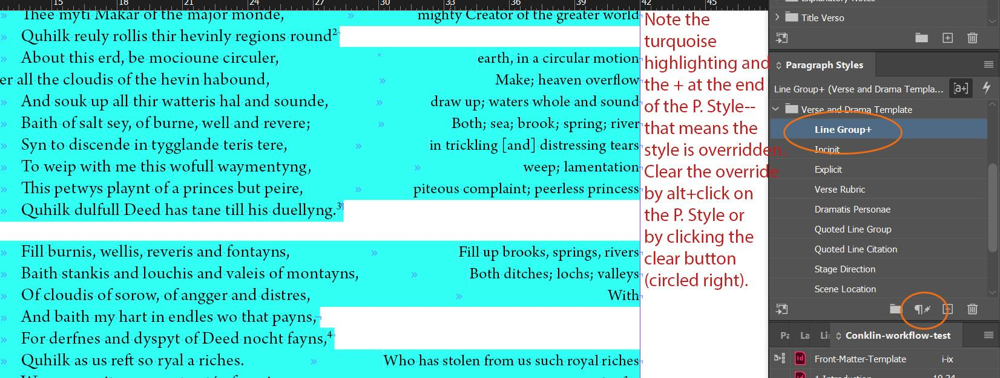 15 18 21 24 27 30 33 36 39 42 45
Thee myti Makar of the major monde, » mighty Creator of the greater world
» Quhilk reuly rollis thir hevinly regions round²
» About this erd, be mocioune circuler, » earth, in a circular motion
er all the cloudis of the hevin habound, » Make; heaven overflow
» And souk up all thir watteris hal and sounde, » draw up; waters whole and sound
» Baith of salt sey, of burne, well and revere; » Both; sea; brook; spring; river
» Syn to discende in tygglande teris tere, » in trickling [and] distressing tears
» To weip with me this wofull waymentyng, » weep; lamentation
» This petwys playnt of a princes but peire, » piteous complaint; peerless princess
» Quhilk dulfull Deed has tane till his duellyng.³
» Fill burnis, wellis, reveris and fontayns, » Fill up brooks, springs, rivers
» Baith stankis and louchis and valeis of montayns, » Both ditches; lochs; valleys
» Of cloudis of sorow, of angger and distres, » With
» And baith my hart in endles wo that payns,
» For derfnes and dyspyt of Deed nocht fayns,⁴
» Quhilk as us reft so ryal a riches. » Who has stolen from us such royal riches
Note the
turquoise
highlighting and
the + at the end
of the P. Style--
that means the
style is overridden.
Clear the override
by alt+click on
the P. Style or
by clicking the
clear button
(circled right).
Title Verso
Paragraph Styles
Line Group+ (Verse and Drama Templa... [a+]
Verse and Drama Template
Line Group+
Incipit
Explicit
Verse Rubric
Dramatis Personae
Quoted Line Group
Quoted Line Citation
Stage Direction
Scene Location
Pa La Li Conklin-workflow-test
Id Front-Matter-Template i-ix